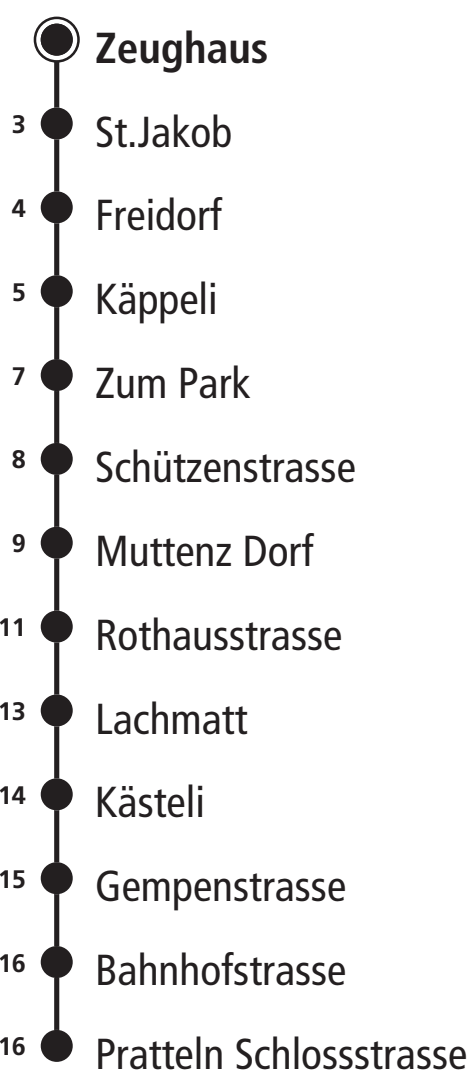 Zeughaus
3 St.Jakob
4 Freidorf
5 Käppeli
7 Zum Park
8 Schützenstrasse
9 Muttenz Dorf
11 Rothausstrasse
13 Lachmatt
14 Kästeli
15 Gempenstrasse
16 Bahnhofstrasse
16 Pratteln Schlossstrasse